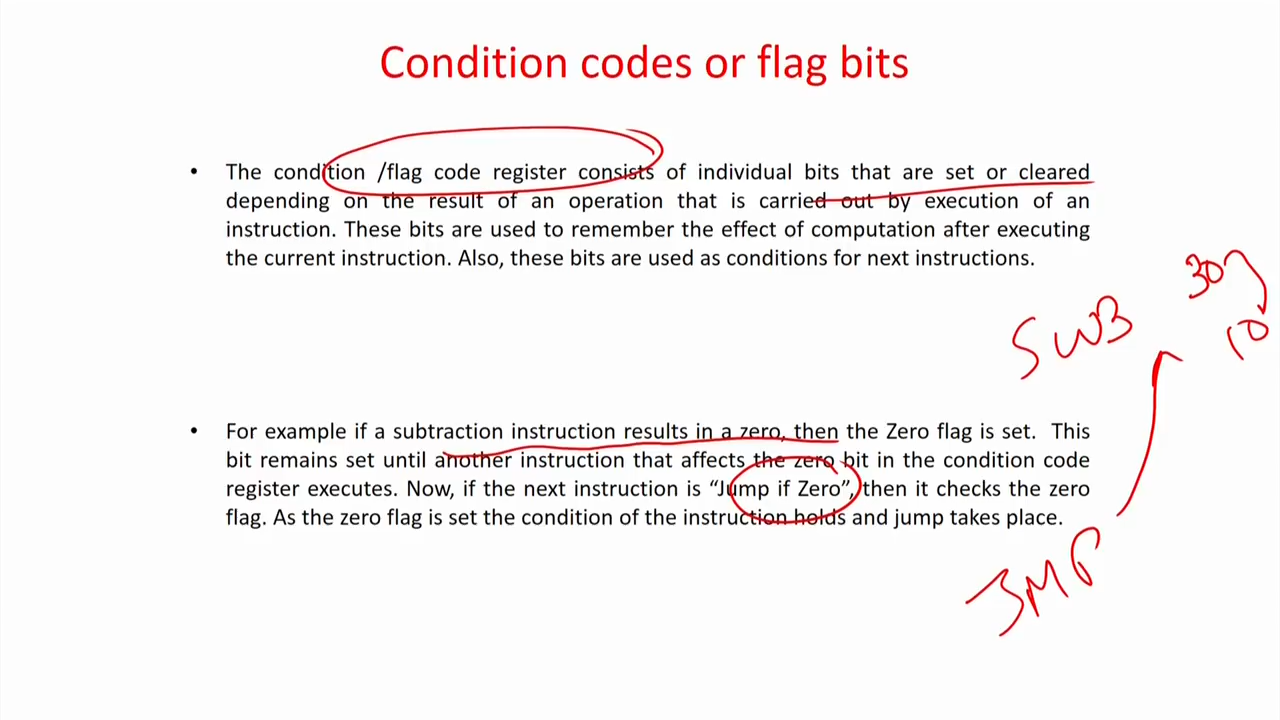 Condition codes or flag bits
• The condition /flag code register consists of individual bits that are set or cleared
depending on the result of an operation that is carried out by execution of an
instruction. These bits are used to remember the effect of computation after executing
the current instruction. Also, these bits are used as conditions for next instructions.
30
SUB
10
• For example if a subtraction instruction results in a zero, then the Zero flag is set. This
bit remains set until another instruction that affects the zero bit in the condition code
register executes. Now, if the next instruction is “Jump if Zero”, then it checks the zero
flag. As the zero flag is set the condition of the instruction holds and jump takes place.
JMP